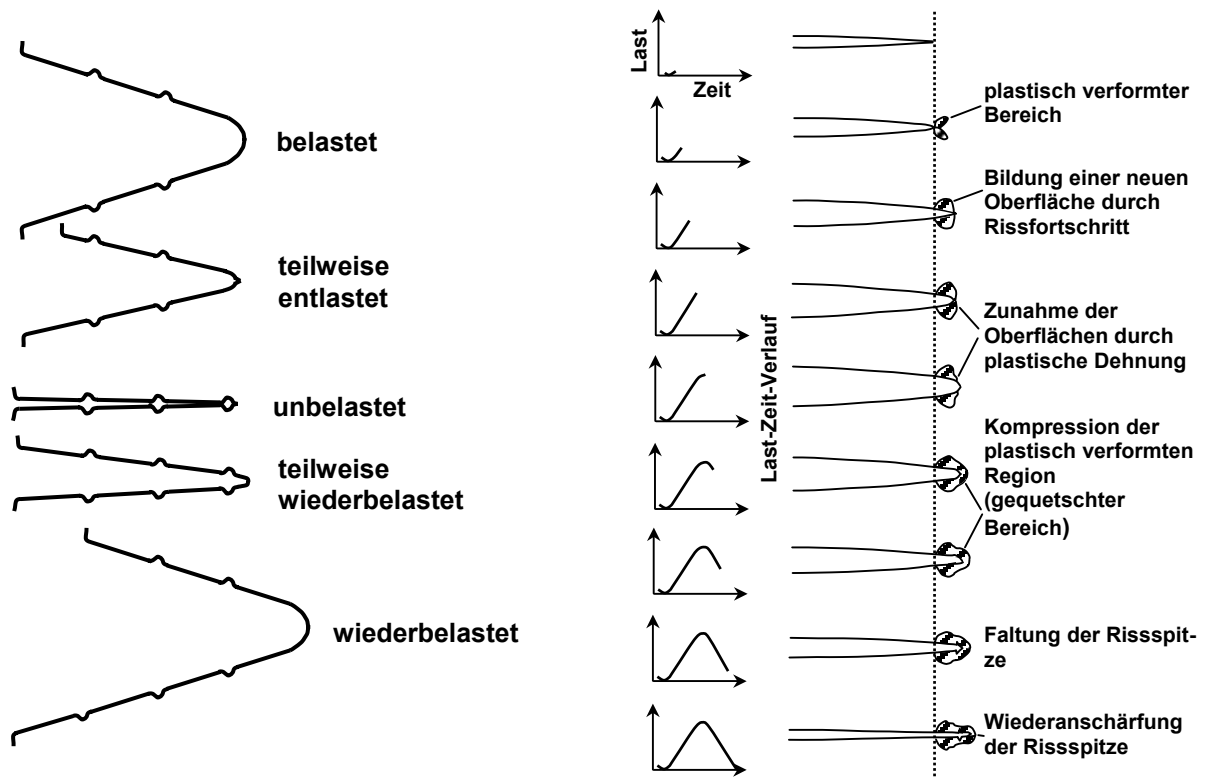 belastet
teilweise
entlastet
unbelastet
teilweise
wiederbelastet
wiederbelastet
Last
Zeit
Last-Zeit-Verlauf
plastisch verformter
Bereich
Bildung einer neuen
Oberfläche durch
Rissfortschritt
Zunahme der
Oberflächen durch
plastische Dehnung
Kompression der
plastisch verformten
Region
(gequetschter
Bereich)
Faltung der Rissspit-
ze
Wiederanschärfung
der Rissspitze